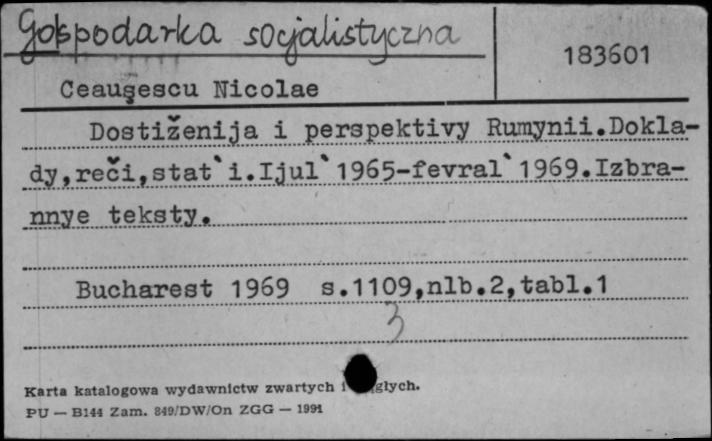 Gospodarka socjalistyczna
183601
Ceauşescu Nicolae
Dostiženija i perspektivy Rumynii.Dokla-
dy,reči,stat`i.Ijul`1965-fevral`1969.Izbra-
nnye teksty.
Bucharest 1969 s.1109,nlb.2,tabl.1
3
Karta katalogowa wydawnictw zwartych i głych.
PU — B144 Zam. 849/DW/On ZGG — 1991